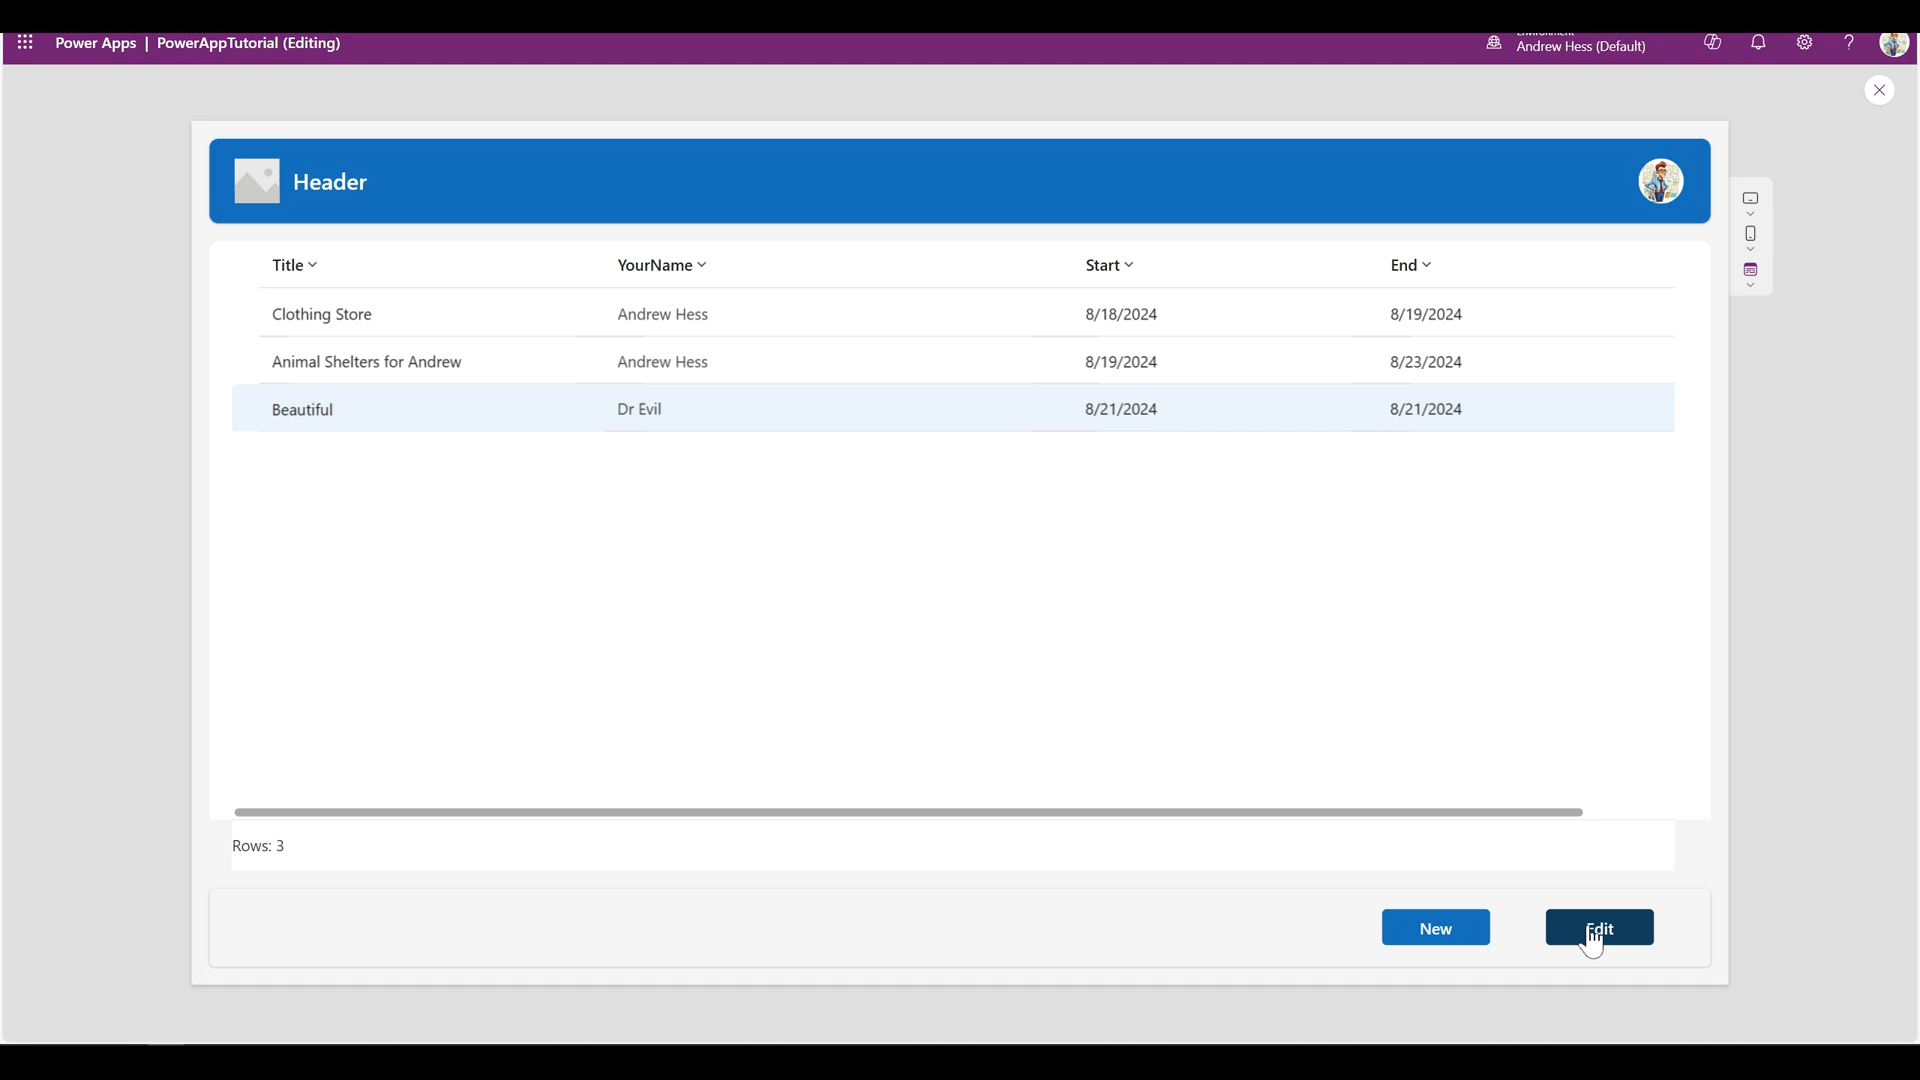 Power Apps | PowerAppTutorial (Editing)
Andrew Hess (Default)
Header
Title YourName Start End
Clothing Store Andrew Hess 8/18/2024 8/19/2024
Animal Shelters for Andrew Andrew Hess 8/19/2024 8/23/2024
Beautiful Dr Evil 8/21/2024 8/21/2024
Rows: 3
New Edit